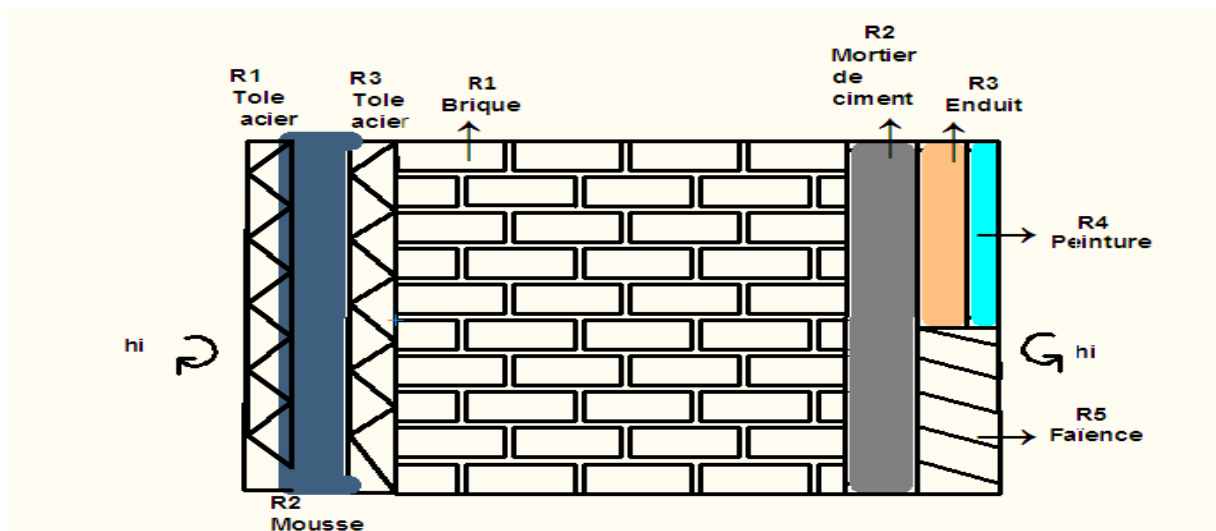 R1
Tole
acier
R3
Tole
acier
R1
Brique
R2
Mortier
de
ciment
R3
Enduit
R4
Peinture
hi
hi
R5
Faïence
R2
Mousse